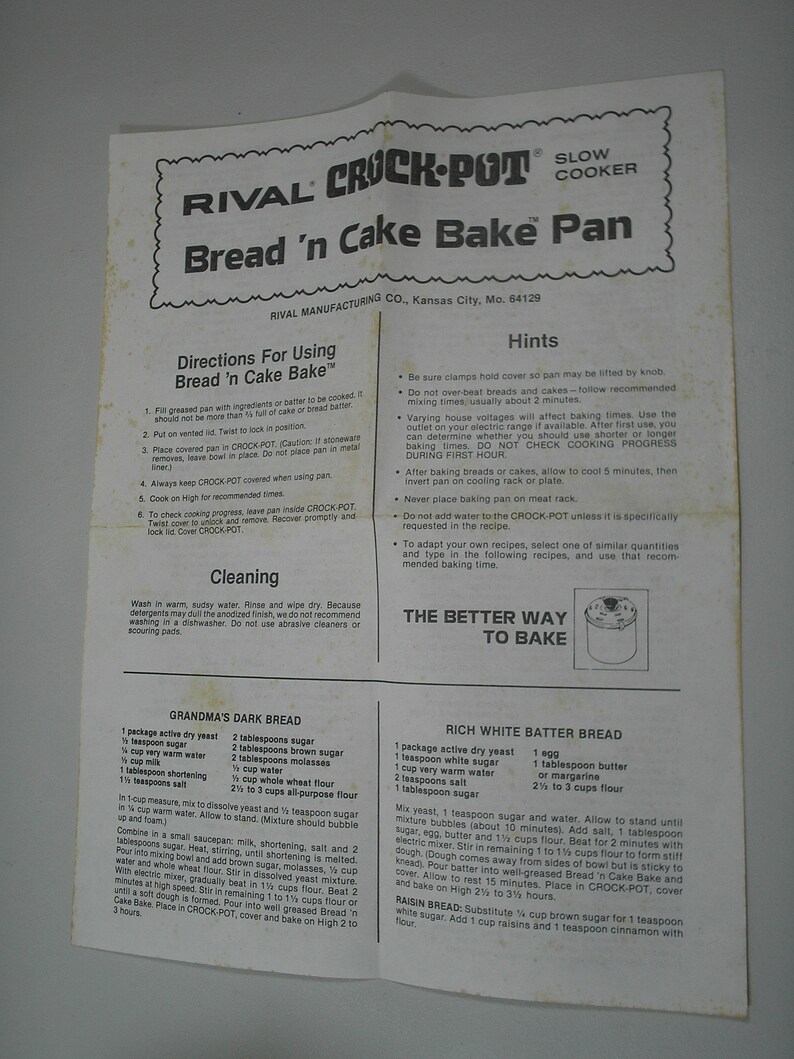 RIVAL® CROCK•POT® SLOW COOKER
Bread 'n Cake Bake™ Pan
RIVAL MANUFACTURING CO., Kansas City, Mo. 64129
Directions For Using
Bread 'n Cake Bake™
1. Fill greased pan with ingredients or batter to be cooked. It
should not be more than ⅔ full of cake or bread batter.
2. Put on vented lid. Twist to lock in position.
3. Place covered pan in CROCK-POT. (Caution: If stoneware
removes, leave bowl in place. Do not place pan in metal
liner.)
4. Always keep CROCK-POT covered when using pan.
5. Cook on High for recommended times.
6. To check cooking progress, leave pan inside CROCK-POT.
Twist cover to unlock and remove. Recover promptly and
lock lid. Cover CROCK-POT.
Cleaning
Wash in warm, sudsy water. Rinse and wipe dry. Because
detergents may dull the anodized finish, we do not recommend
washing in a dishwasher. Do not use abrasive cleaners or
scouring pads.
Hints
• Be sure clamps hold cover so pan may be lifted by knob.
• Do not over-beat breads and cakes — follow recommended
mixing times, usually about 2 minutes.
• Varying house voltages will affect baking times. Use the
outlet on your electric range if available. After first use, you
can determine whether you should use shorter or longer
baking times. DO NOT CHECK COOKING PROGRESS
DURING FIRST HOUR.
• After baking breads or cakes, allow to cool 5 minutes, then
invert pan on cooling rack or plate.
• Never place baking pan on meat rack.
• Do not add water to the CROCK-POT unless it is specifically
requested in the recipe.
• To adapt your own recipes, select one of similar quantities
and type in the following recipes, and use that recom-
mended baking time.
THE BETTER WAY
TO BAKE
GRANDMA'S DARK BREAD
1 package active dry yeast
½ teaspoon sugar
¼ cup very warm water
½ cup milk
1 tablespoon shortening
1½ teaspoons salt
2 tablespoons sugar
2 tablespoons brown sugar
2 tablespoons molasses
½ cup water
½ cup whole wheat flour
2½ to 3 cups all-purpose flour
In 1-cup measure, mix to dissolve yeast and ½ teaspoon sugar
in ¼ cup warm water. Allow to stand. (Mixture should bubble
up and foam.)
Combine in a small saucepan: milk, shortening, salt and 2
tablespoons sugar. Heat, stirring, until shortening is melted.
Pour into mixing bowl and add brown sugar, molasses, ½ cup
water and whole wheat flour. Stir in dissolved yeast mixture.
With electric mixer, gradually beat in 1½ cups flour. Beat 2
minutes at high speed. Stir in remaining 1 to 1½ cups flour or
until a soft dough is formed. Pour into well greased Bread 'n
Cake Bake. Place in CROCK-POT, cover and bake on High 2 to
3 hours.
RICH WHITE BATTER BREAD
1 package active dry yeast
1 teaspoon white sugar
1 cup very warm water
2 teaspoons salt
1 tablespoon sugar
1 egg
1 tablespoon butter
or margarine
2½ to 3 cups flour
Mix yeast, 1 teaspoon sugar and water. Allow to stand until
mixture bubbles (about 10 minutes). Add salt, 1 tablespoon
sugar, egg, butter and 1½ cups flour. Beat for 2 minutes with
electric mixer. Stir in remaining 1 to 1½ cups flour to form stiff
dough. (Dough comes away from sides of bowl but is sticky to
knead). Pour batter into well-greased Bread 'n Cake Bake and
cover. Allow to rest 15 minutes. Place in CROCK-POT, cover
and bake on High 2½ to 3½ hours.
RAISIN BREAD: Substitute ¼ cup brown sugar for 1 teaspoon
white sugar. Add 1 cup raisins and 1 teaspoon cinnamon with
flour.